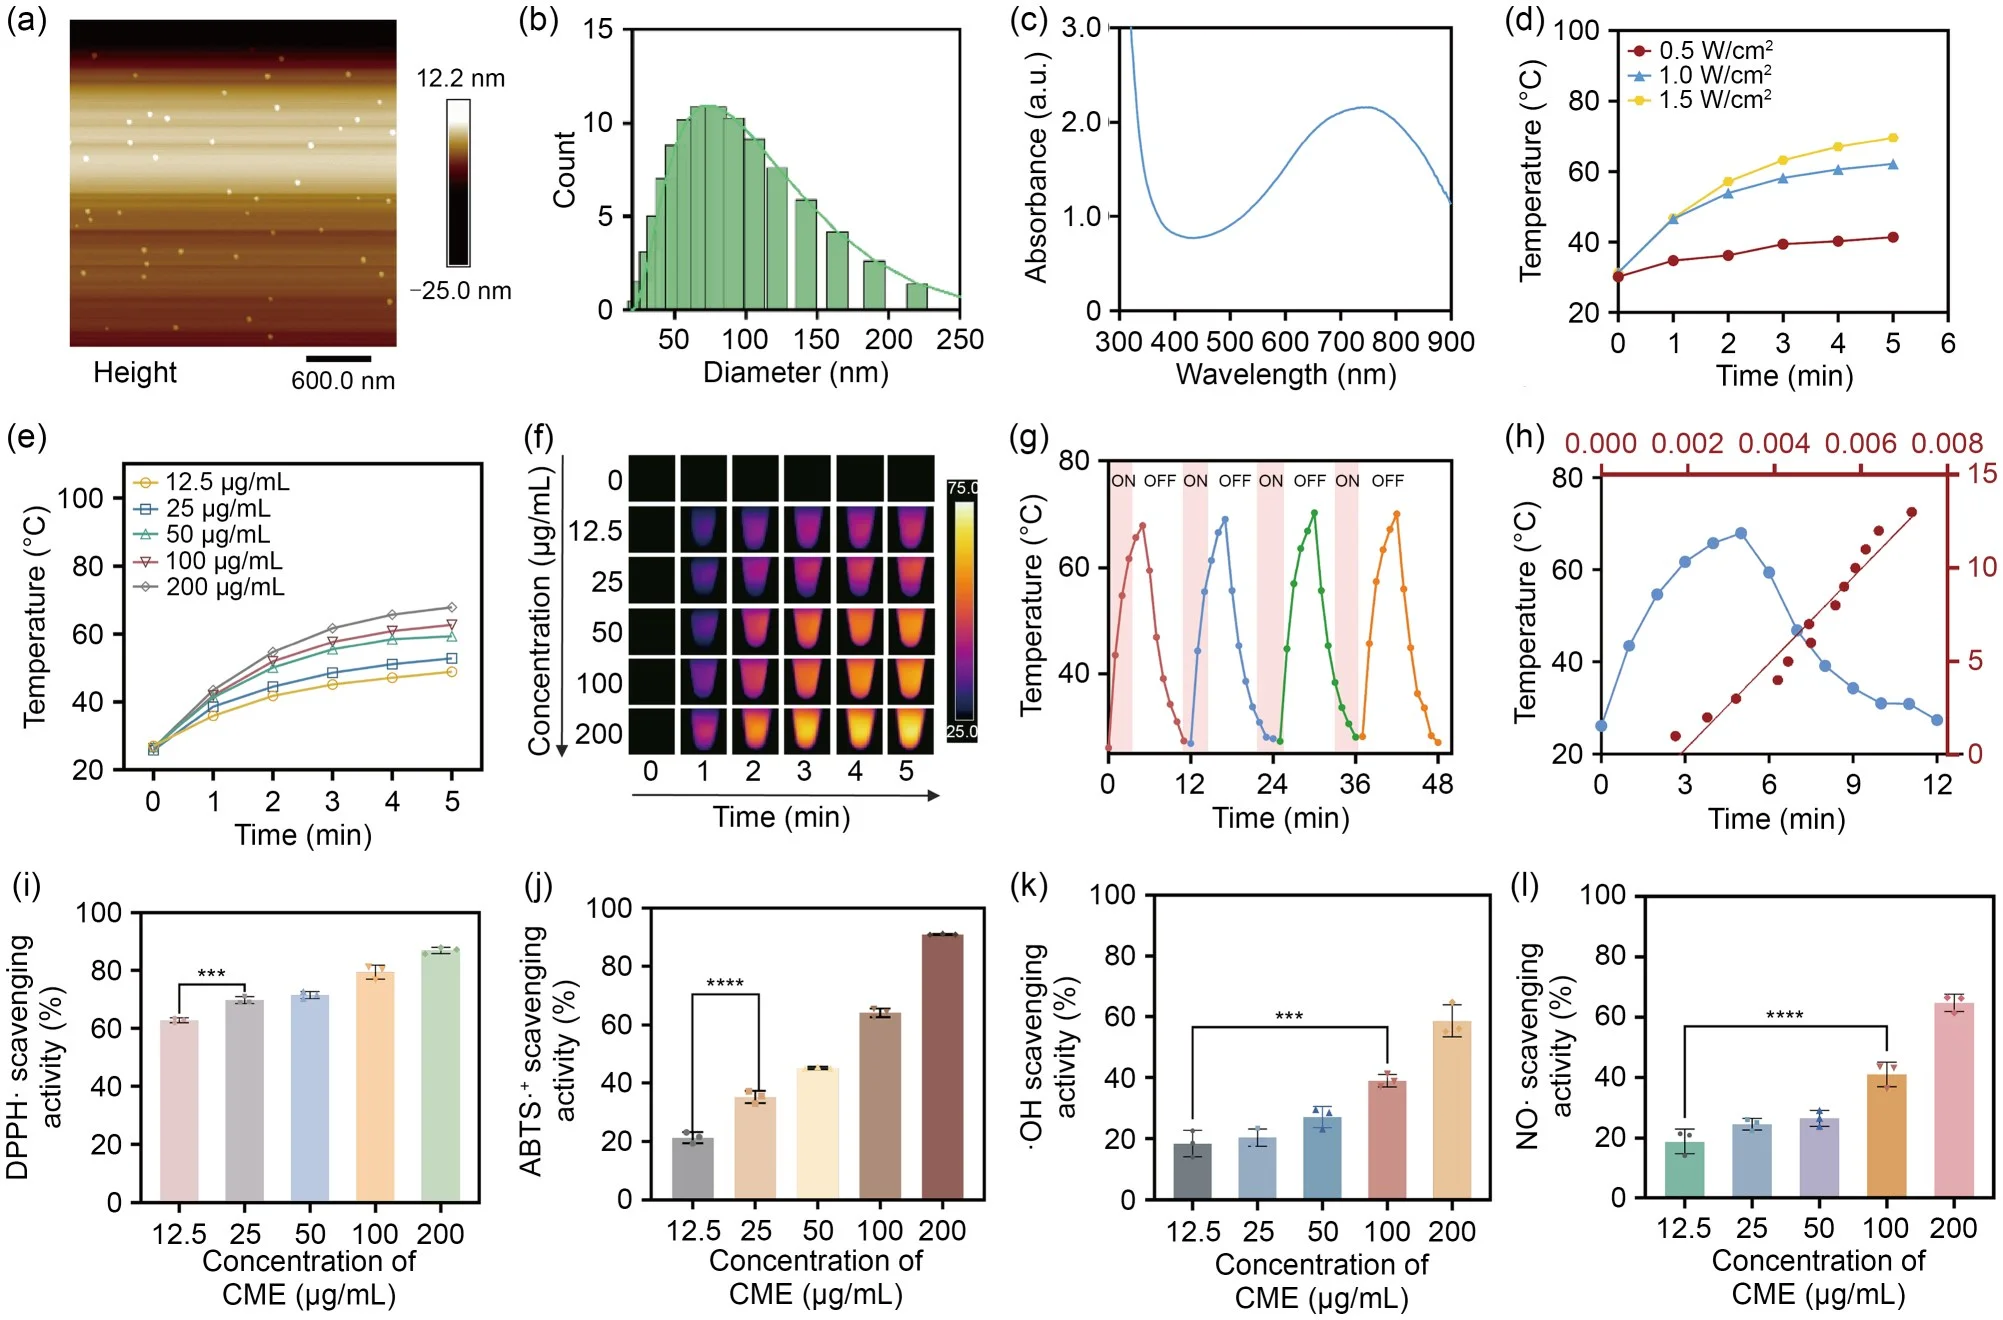 (a)
12.2 nm
−25.0 nm
Height
600.0 nm
(b)
15
10
5
0
Count
50 100 150 200 250
Diameter (nm)
(c)
3.0
2.0
1.0
0
Absorbance (a.u.)
300 400 500 600 700 800 900
Wavelength (nm)
(d)
100
80
60
40
20
Temperature (°C)
0.5 W/cm²
1.0 W/cm²
1.5 W/cm²
0 1 2 3 4 5 6
Time (min)
(e)
100
80
60
40
20
Temperature (°C)
12.5 µg/mL
25 µg/mL
50 µg/mL
100 µg/mL
200 µg/mL
0 1 2 3 4 5
Time (min)
(f)
Concentration (µg/mL)
0
12.5
25
50
100
200
75.0
25.0
0 1 2 3 4 5
Time (min)
(g)
80
60
40
Temperature (°C)
ON OFF ON OFF ON OFF ON OFF
0 12 24 36 48
Time (min)
(h)
0.000 0.002 0.004 0.006 0.008
80
60
40
20
Temperature (°C)
15
10
5
0
0 3 6 9 12
Time (min)
(i)
100
80
60
40
20
0
DPPH· scavenging
activity (%)
***
12.5 25 50 100 200
Concentration of
CME (µg/mL)
(j)
100
80
60
40
20
0
ABTS·⁺ scavenging
activity (%)
****
12.5 25 50 100 200
Concentration of
CME (µg/mL)
(k)
100
80
60
40
20
0
·OH scavenging
activity (%)
***
12.5 25 50 100 200
Concentration of
CME (µg/mL)
(l)
100
80
60
40
20
0
NO· scavenging
activity (%)
****
12.5 25 50 100 200
Concentration of
CME (µg/mL)